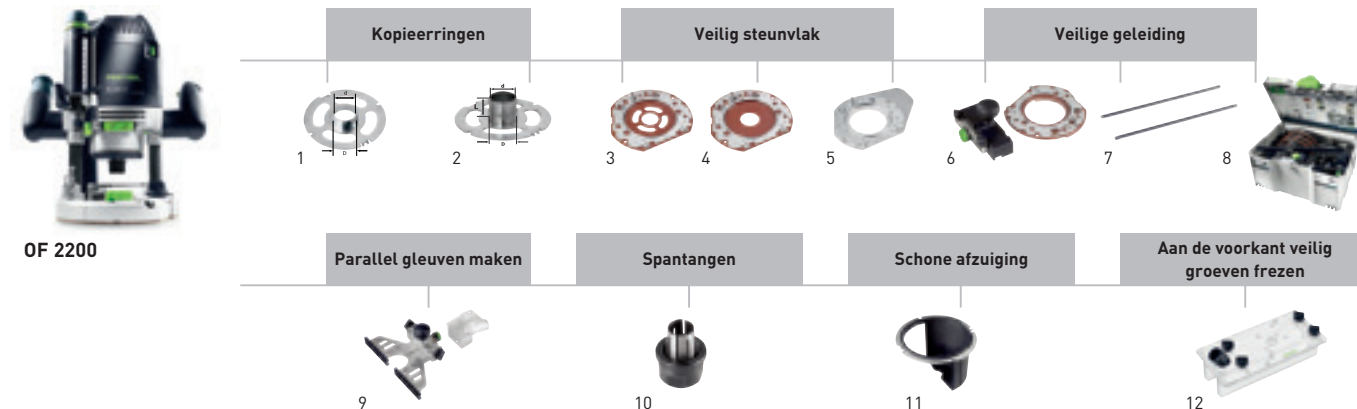 Kopieerringen
Veilig steunvlak
Veilige geleiding
d
D
d
D
1
2
3
4
5
6
7
8
OF 2200
Parallel gleuven maken
Spantangen
Schone afzuiging
Aan de voorkant veilig
groeven frezen
9
10
11
12